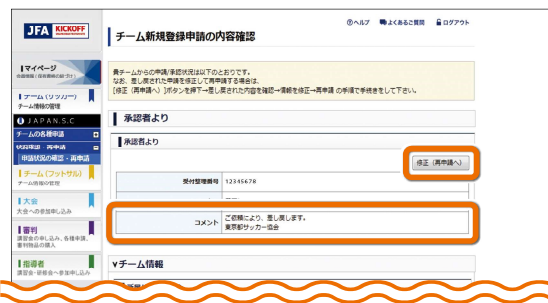 JFA KICKOFF
ヘルプ よくあるご質問 ログアウト
チーム新規登録申請の内容確認
マイページ
貴チームからの申請/承認状況は以下のとおりです。
なお、差し戻された申請を修正して再申請する場合は、
[修正（再申請へ）]ボタンを押下→差し戻された内容を確認→情報を修正→再申請 の手順で手続きをして下さい。
チーム（サッカー）
チーム情報の管理
JAPAN.S.C
チームの各種申請
申請状況の確認・再申請
チーム（フットサル）
チーム情報の管理
大会
大会への参加申し込み
審判
講習会の申し込み、各種申請、
審判物品の購入
指導者
講習会・研修会へ参加申し込み
承認者より
承認者より
修正（再申請へ）
受付整理番号 12345678
コメント ご依頼により、差し戻します。
東京都サッカー協会
∨チーム情報